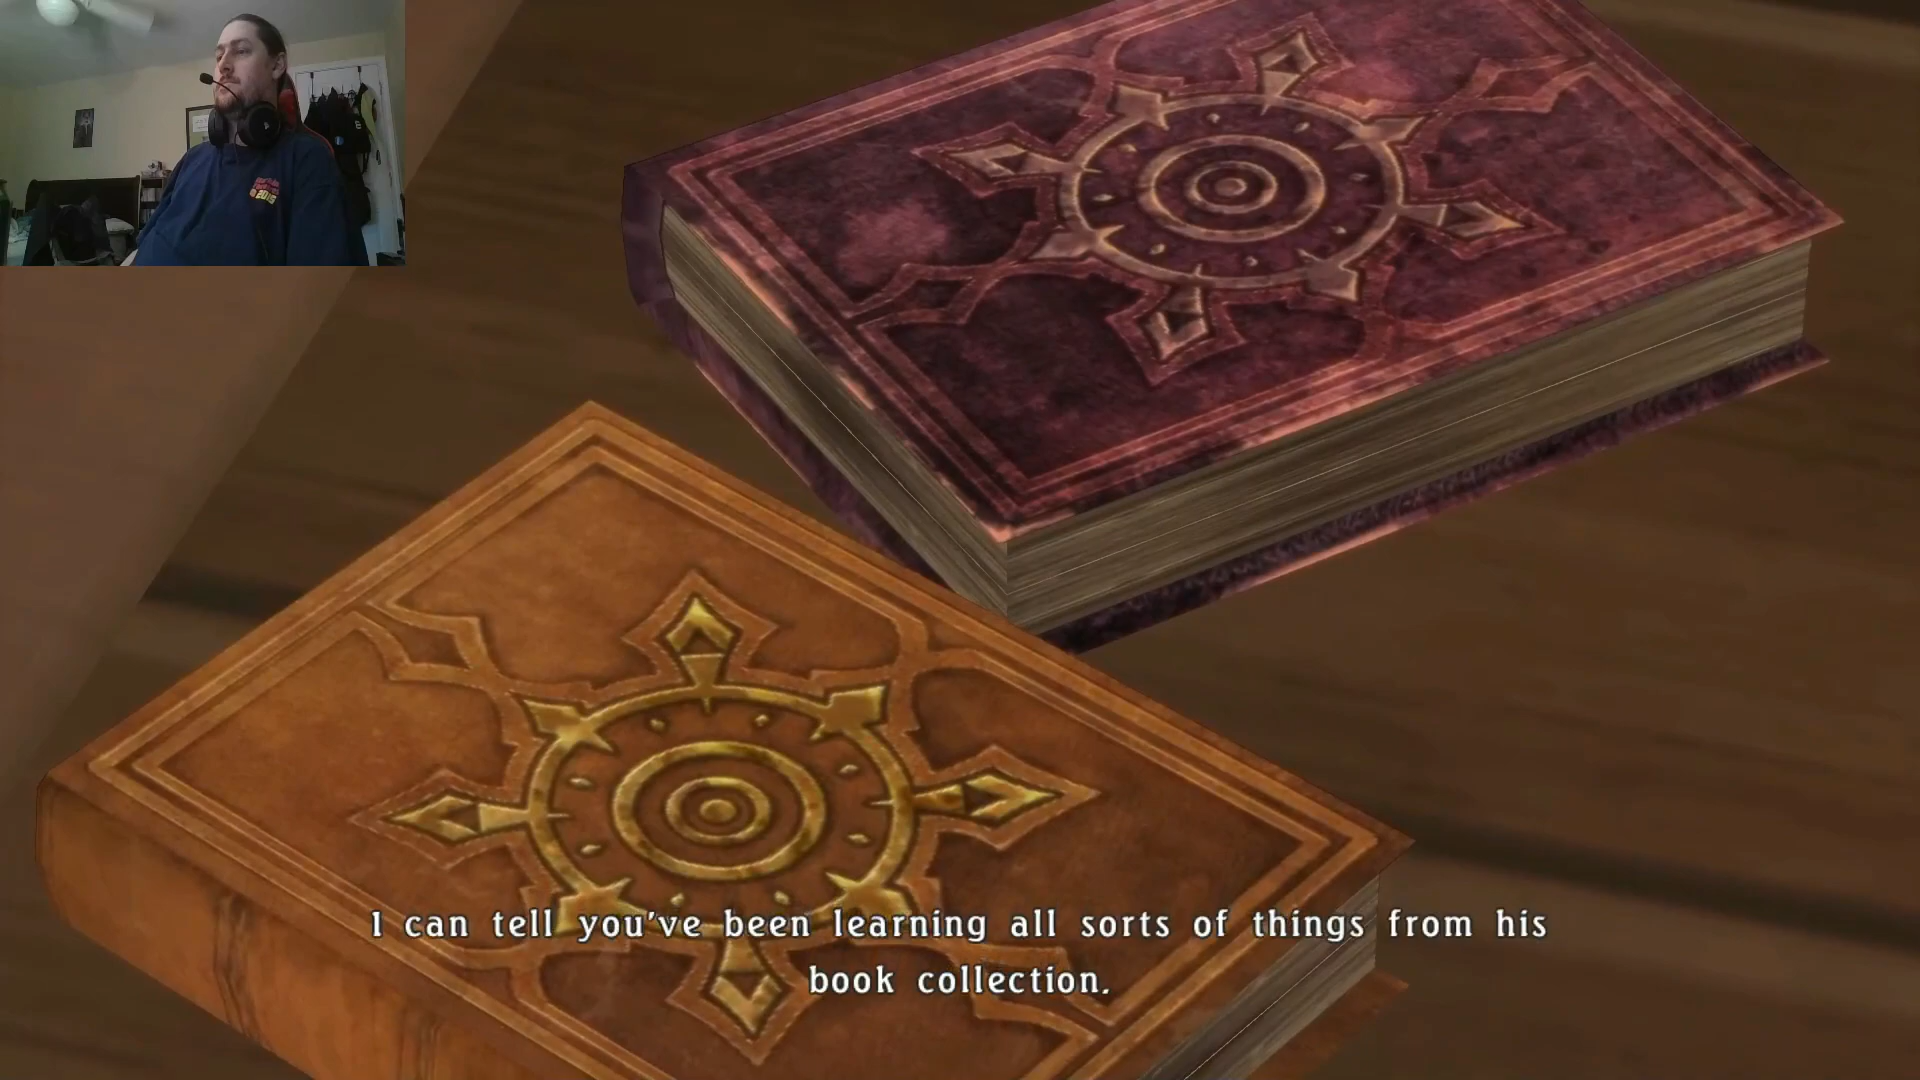 I can tell you've been learning all sorts of things from his
book collection.